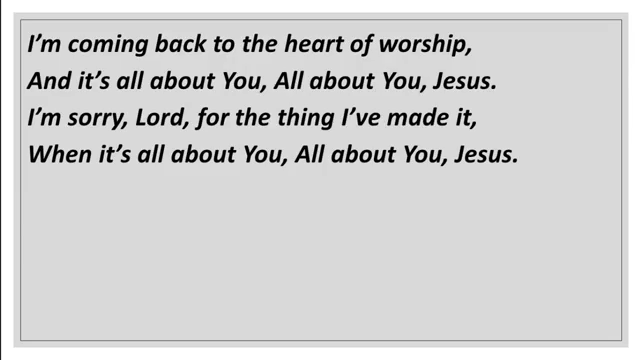 I'm coming back to the heart of worship,
And it's all about You, All about You, Jesus.
I'm sorry, Lord, for the thing I've made it,
When it's all about You, All about You, Jesus.